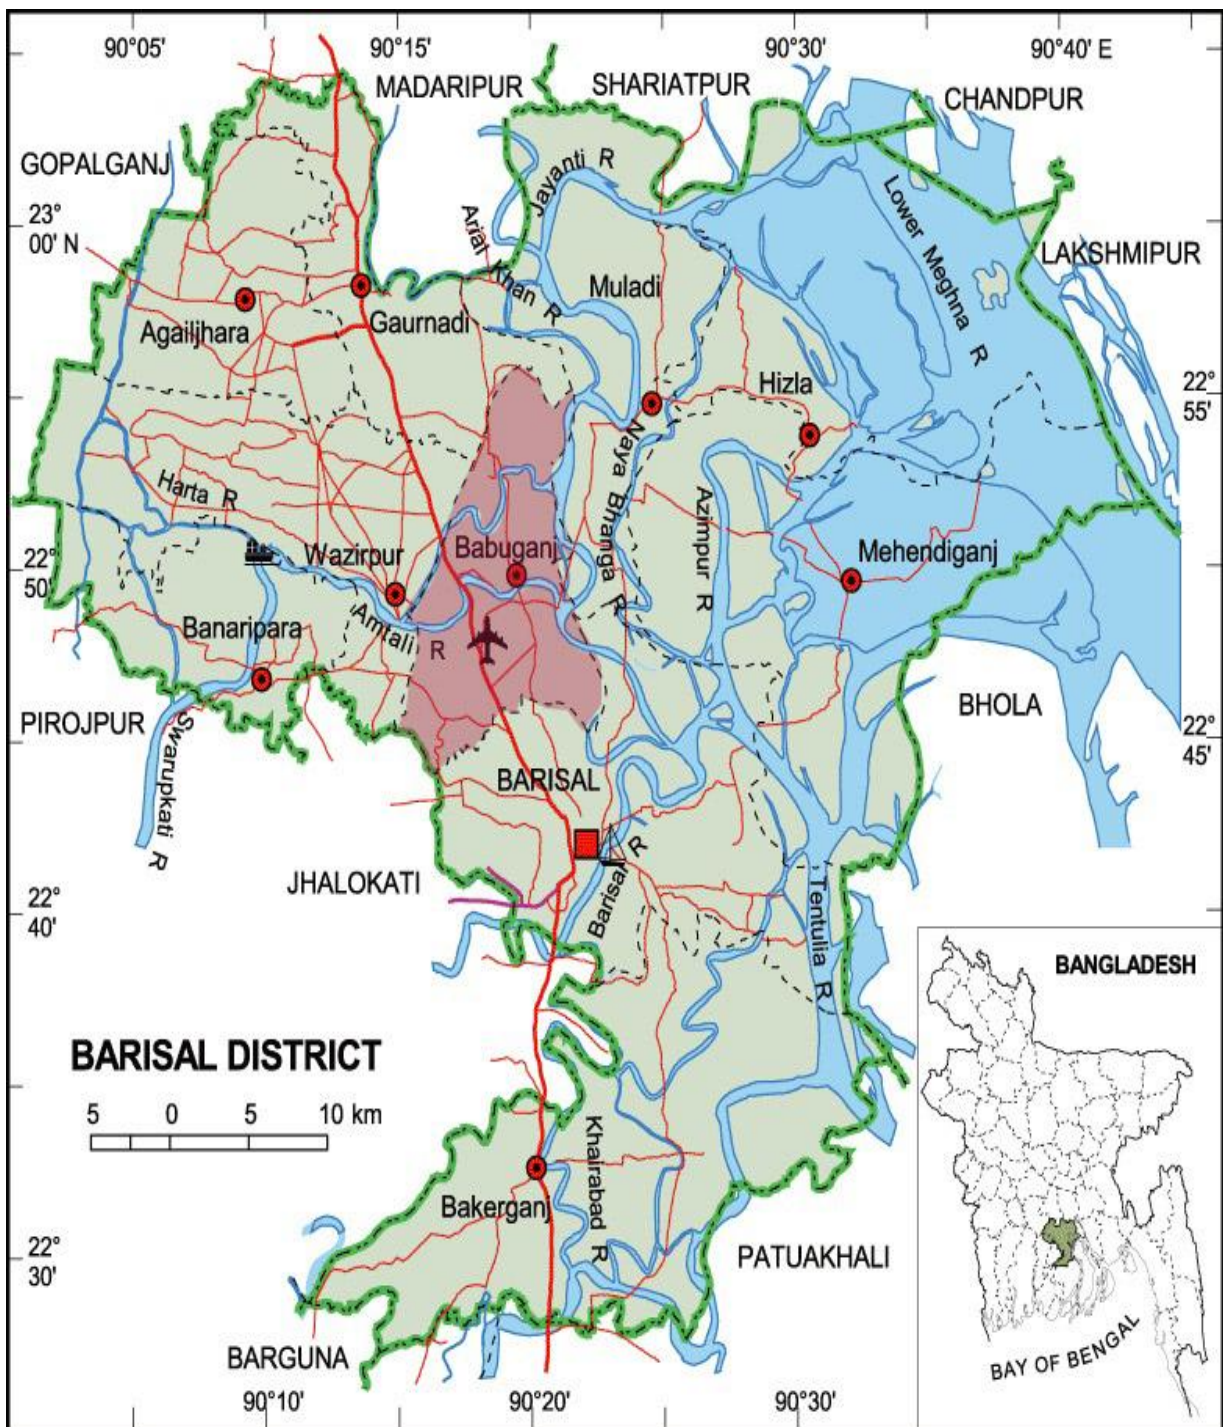 90°05'
90°15'
90°30'
90°40' E
MADARIPUR
SHARIATPUR
CHANDPUR
GOPALGANJ
Jayanti R
Lower Meghna R
23°
00' N
Ariat Khan R
LAKSHMIPUR
Muladi
Agailjhara
Gaurnadi
Hizla
22°
55'
Naya Bhanga R
Harta R
Azimpur R
Wazirpur
Babuganj
Mehendiganj
22°
50'
Amtali R
Banaripara
PIROJPUR
Swarupkati R
BHOLA
22°
45'
BARISAL
Barisal R
JHALOKATI
Tentulia R
22°
40'
BANGLADESH
BARISAL DISTRICT
5 0 5 10 km
Khairabad R
Bakerganj
PATUAKHALI
22°
30'
BARGUNA
BAY OF BENGAL
90°10'
90°20'
90°30'